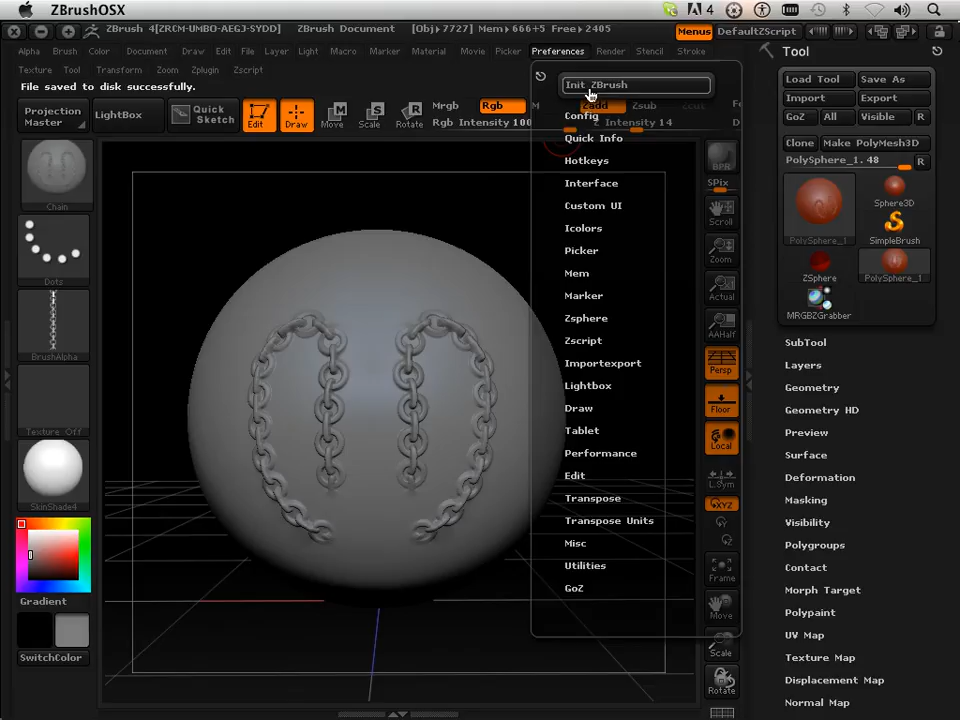 ZBrushOSX
4
ZBrush 4[ZRCM-UMBO-AEGJ-SYDD] ZBrush Document [Obj>7727] Mem>666+5 Free>2405 Menus DefaultZScript
Alpha Brush Color Document Draw Edit File Layer Light Macro Marker Material Movie Picker Preferences Render Stencil Stroke
Texture Tool Transform Zoom Zplugin Zscript
File saved to disk successfully.
Projection
Master
LightBox
Quick
Sketch
Edit
Draw
Move
Scale
Rotate
Mrgb Rgb M Zadd Zsub Zcut
Rgb Intensity 100 Z Intensity 14
Chain
Dots
BrushAlpha
Texture Off
SkinShade4
Gradient
SwitchColor
Init ZBrush
Config
Quick Info
Hotkeys
Interface
Custom UI
Icolors
Picker
Mem
Marker
Zsphere
Zscript
Importexport
Lightbox
Draw
Tablet
Performance
Edit
Transpose
Transpose Units
Misc
Utilities
GoZ
BPR
SPix
Scroll
Zoom
Actual
AAHalf
Persp
Floor
Local
L.Sym
XYZ
Frame
Move
Scale
Rotate
Tool
Load Tool Save As
Import Export
GoZ All Visible R
Clone Make PolyMesh3D
PolySphere_1. 48 R
PolySphere_1
Sphere3D
SimpleBrush
ZSphere
PolySphere_1
MRGBZGrabber
SubTool
Layers
Geometry
Geometry HD
Preview
Surface
Deformation
Masking
Visibility
Polygroups
Contact
Morph Target
Polypaint
UV Map
Texture Map
Displacement Map
Normal Map